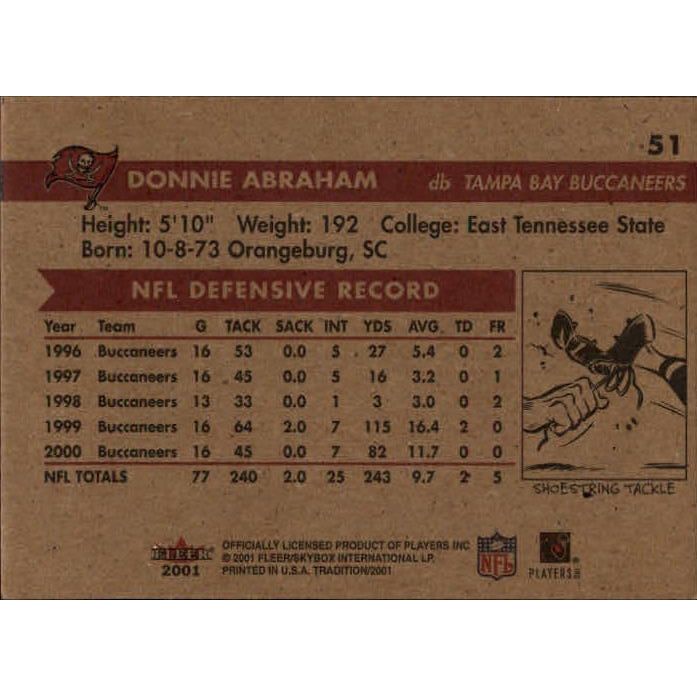 51
DONNIE ABRAHAM db TAMPA BAY BUCCANEERS
Height: 5'10" Weight: 192 College: East Tennessee State
Born: 10-8-73 Orangeburg, SC
NFL DEFENSIVE RECORD
Year Team G TACK SACK INT YDS AVG TD FR
1996 Buccaneers 16 53 0.0 5 27 5.4 0 2
1997 Buccaneers 16 45 0.0 5 16 3.2 0 1
1998 Buccaneers 13 33 0.0 1 3 3.0 0 2
1999 Buccaneers 16 64 2.0 7 115 16.4 2 0
2000 Buccaneers 16 45 0.0 7 82 11.7 0 0
NFL TOTALS 77 240 2.0 25 243 9.7 2 5
SHOESTRING TACKLE
FLEER
2001
OFFICIALLY LICENSED PRODUCT OF PLAYERS INC
© 2001 FLEER/SKYBOX INTERNATIONAL LP.
PRINTED IN U.S.A. TRADITION/2001
NFL
PLAYERS INC